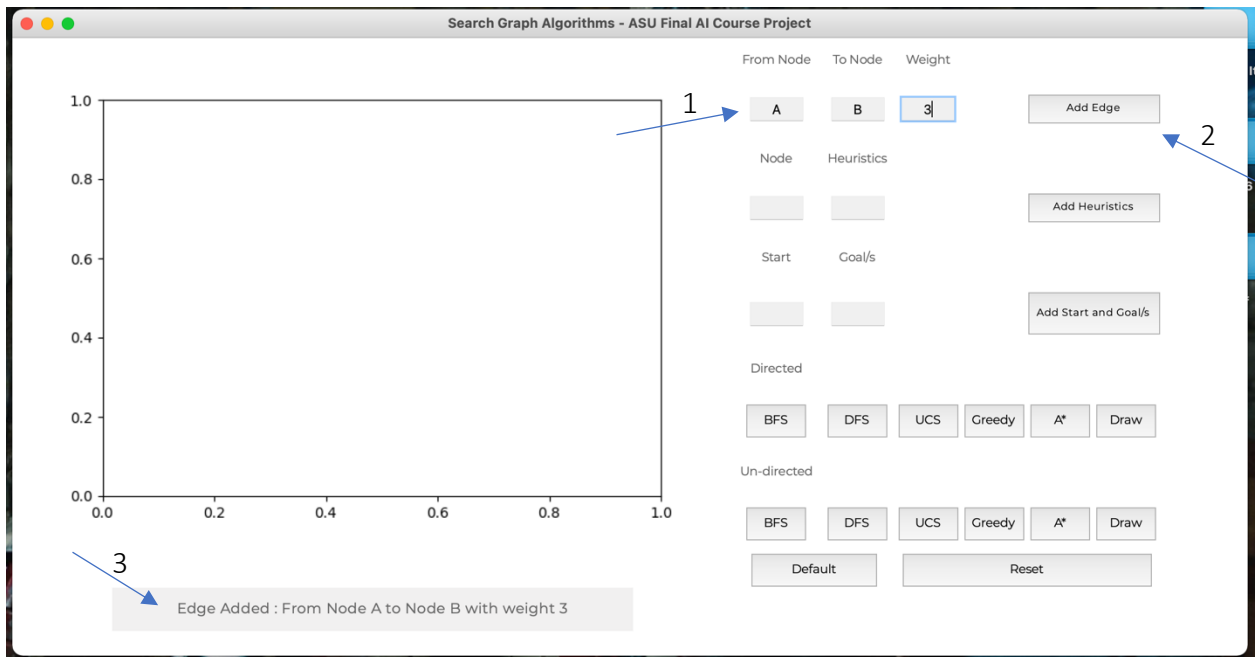 Search Graph Algorithms - ASU Final AI Course Project
From Node To Node Weight
1.0
1
A B 3 Add Edge
2
Node Heuristics
0.8
Add Heuristics
0.6
Start Goal/s
Add Start and Goal/s
0.4
Directed
0.2
BFS DFS UCS Greedy A* Draw
Un-directed
0.0
0.0 0.2 0.4 0.6 0.8 1.0
BFS DFS UCS Greedy A* Draw
3
Default Reset
Edge Added : From Node A to Node B with weight 3